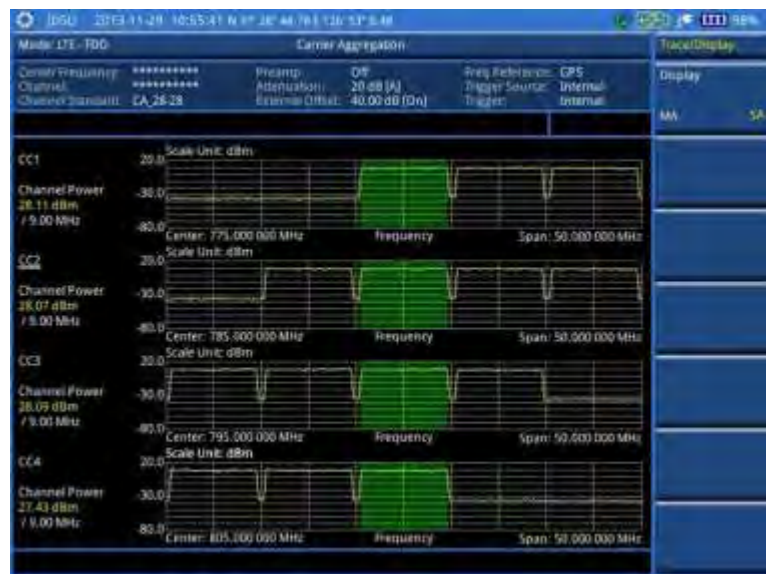 2013-11-28 10:55:41
98%
Mode: LTE - FDD
Carrier Aggregation
Trace/Display
Center Frequency: **********
Channel: **********
Channel Standard: CA_28-28
Preamp: Off
Attenuation: 20 dB [A]
External Offset: 40.00 dB [On]
Freq Reference: GPS
Trigger Source: Internal
Trigger: Internal
Display
MA SA
CC1
Channel Power
28.11 dBm
/ 9.00 MHz
Scale Unit: dBm
20.0
-30.0
-80.0
Center: 775.000 000 MHz Frequency Span: 50.000 000 MHz
CC2
Channel Power
28.07 dBm
/ 9.00 MHz
Scale Unit: dBm
20.0
-30.0
-80.0
Center: 785.000 000 MHz Frequency Span: 50.000 000 MHz
CC3
Channel Power
28.09 dBm
/ 9.00 MHz
Scale Unit: dBm
20.0
-30.0
-80.0
Center: 795.000 000 MHz Frequency Span: 50.000 000 MHz
CC4
Channel Power
27.43 dBm
/ 9.00 MHz
Scale Unit: dBm
20.0
-30.0
-80.0
Center: 805.000 000 MHz Frequency Span: 50.000 000 MHz